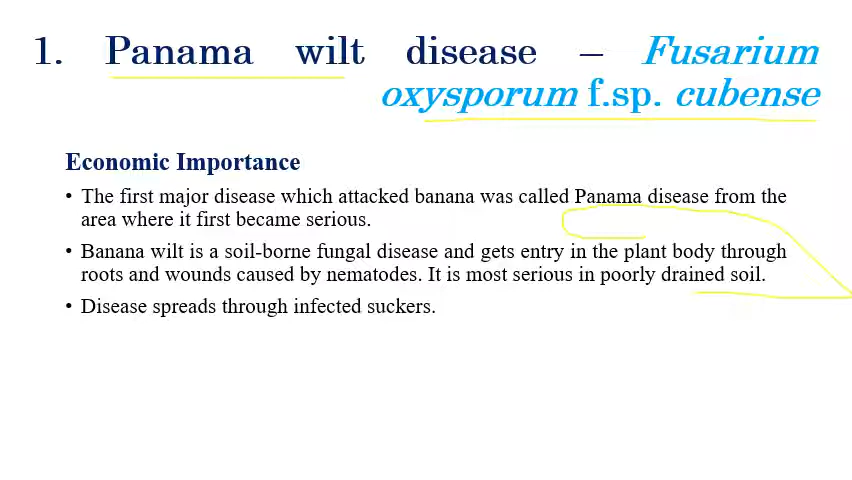 1. Panama wilt disease – Fusarium
oxysporum f.sp. cubense
Economic Importance
• The first major disease which attacked banana was called Panama disease from the
area where it first became serious.
• Banana wilt is a soil-borne fungal disease and gets entry in the plant body through
roots and wounds caused by nematodes. It is most serious in poorly drained soil.
• Disease spreads through infected suckers.